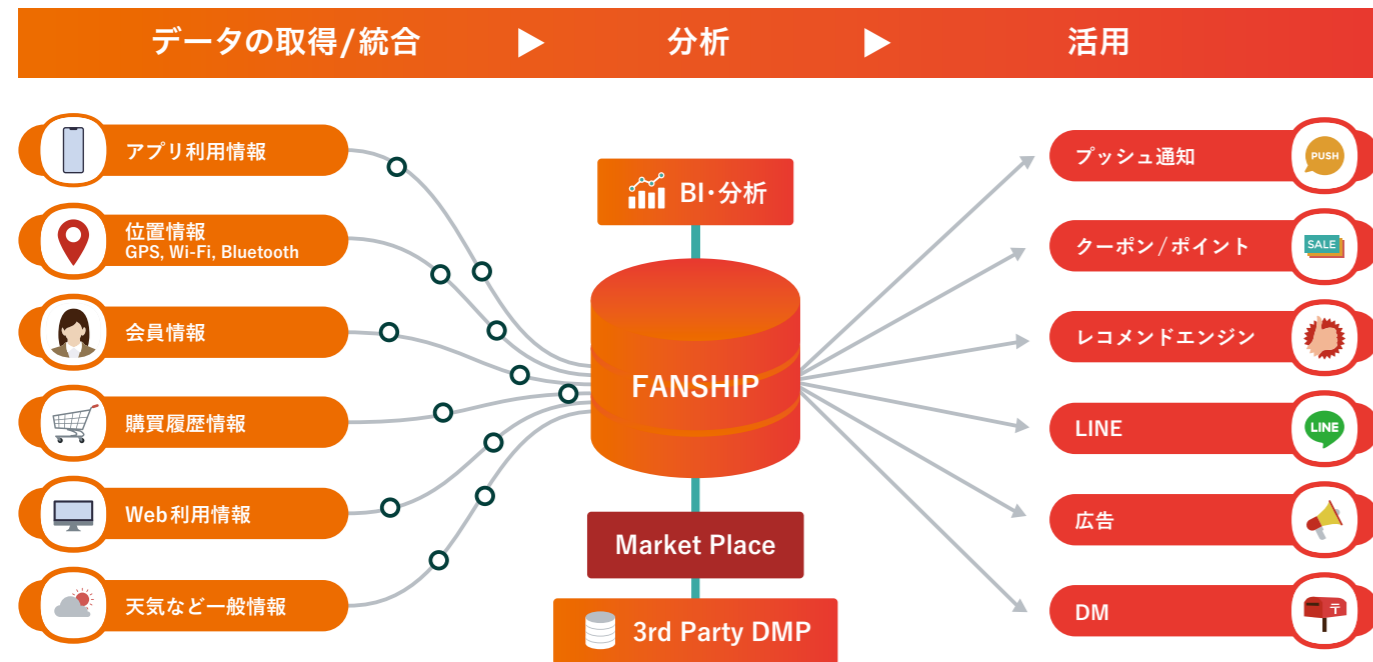 データの取得/統合
分析
活用
アプリ利用情報
位置情報
GPS, Wi-Fi, Bluetooth
会員情報
購買履歴情報
Web利用情報
天気など一般情報
BI・分析
FANSHIP
Market Place
3rd Party DMP
プッシュ通知
PUSH
クーポン/ポイント
SALE
レコメンドエンジン
LINE
LINE
広告
DM
〒